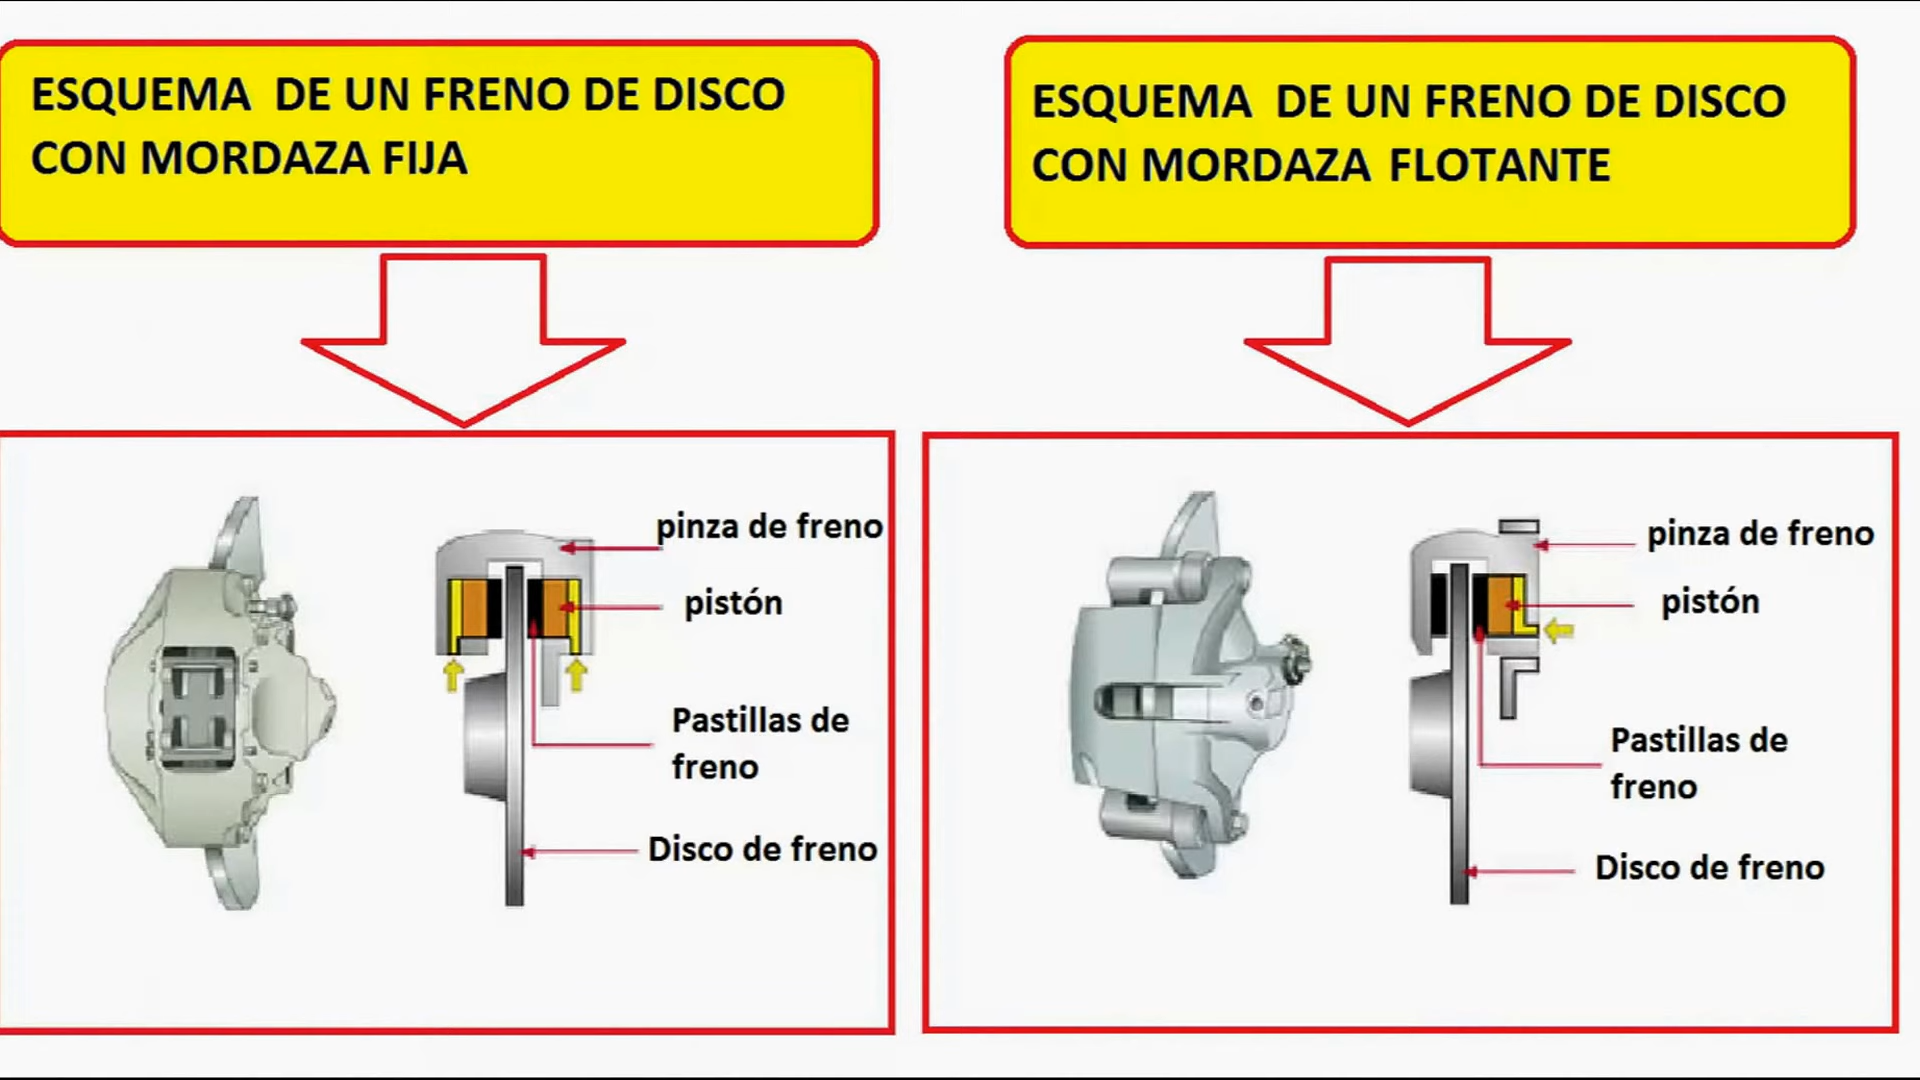 ESQUEMA DE UN FRENO DE DISCO
CON MORDAZA FIJA
pinza de freno
pistón
Pastillas de
freno
Disco de freno
ESQUEMA DE UN FRENO DE DISCO
CON MORDAZA FLOTANTE
pinza de freno
pistón
Pastillas de
freno
Disco de freno